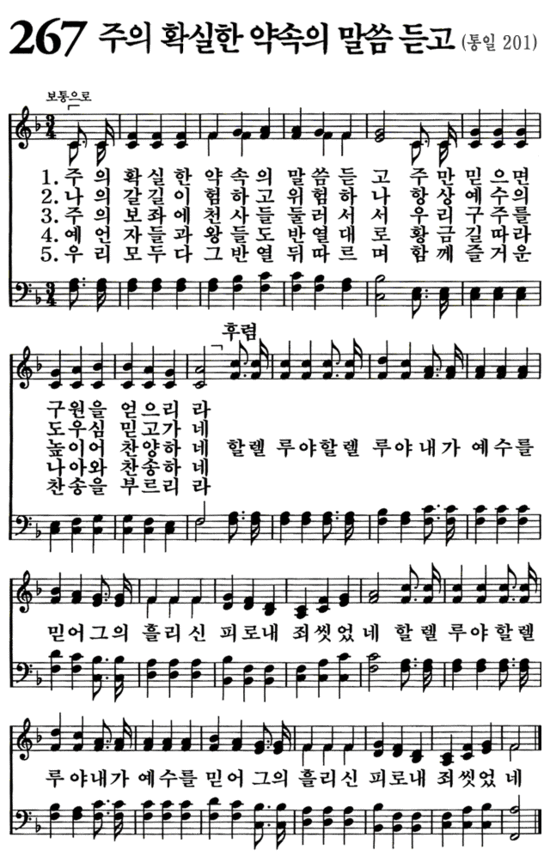 267 주의 확실한 약속의 말씀 듣고 (통일 201)
보통으로
1. 주의 확실한 약속의 말씀 듣고 주만 믿으면
2. 나의 갈길이 험하고 위험하나 항상 예수의
3. 주의 보좌에 천사들 둘러서서 우리 구주를
4. 예언자들과 왕들도 반열대로 황금길따라
5. 우리 모두 다 그 반열 뒤따르며 함께 즐거운
후렴
구원을 얻으리라
도우심 믿고가네
높이어 찬양하네 할렐루야할렐루야내가 예수를
나아와 찬송하네
찬송을 부르리라
믿어그의 흘리신 피로내 죄씻었네 할렐루야할렐
루야내가 예수를 믿어 그의 흘리신 피로내 죄씻었네